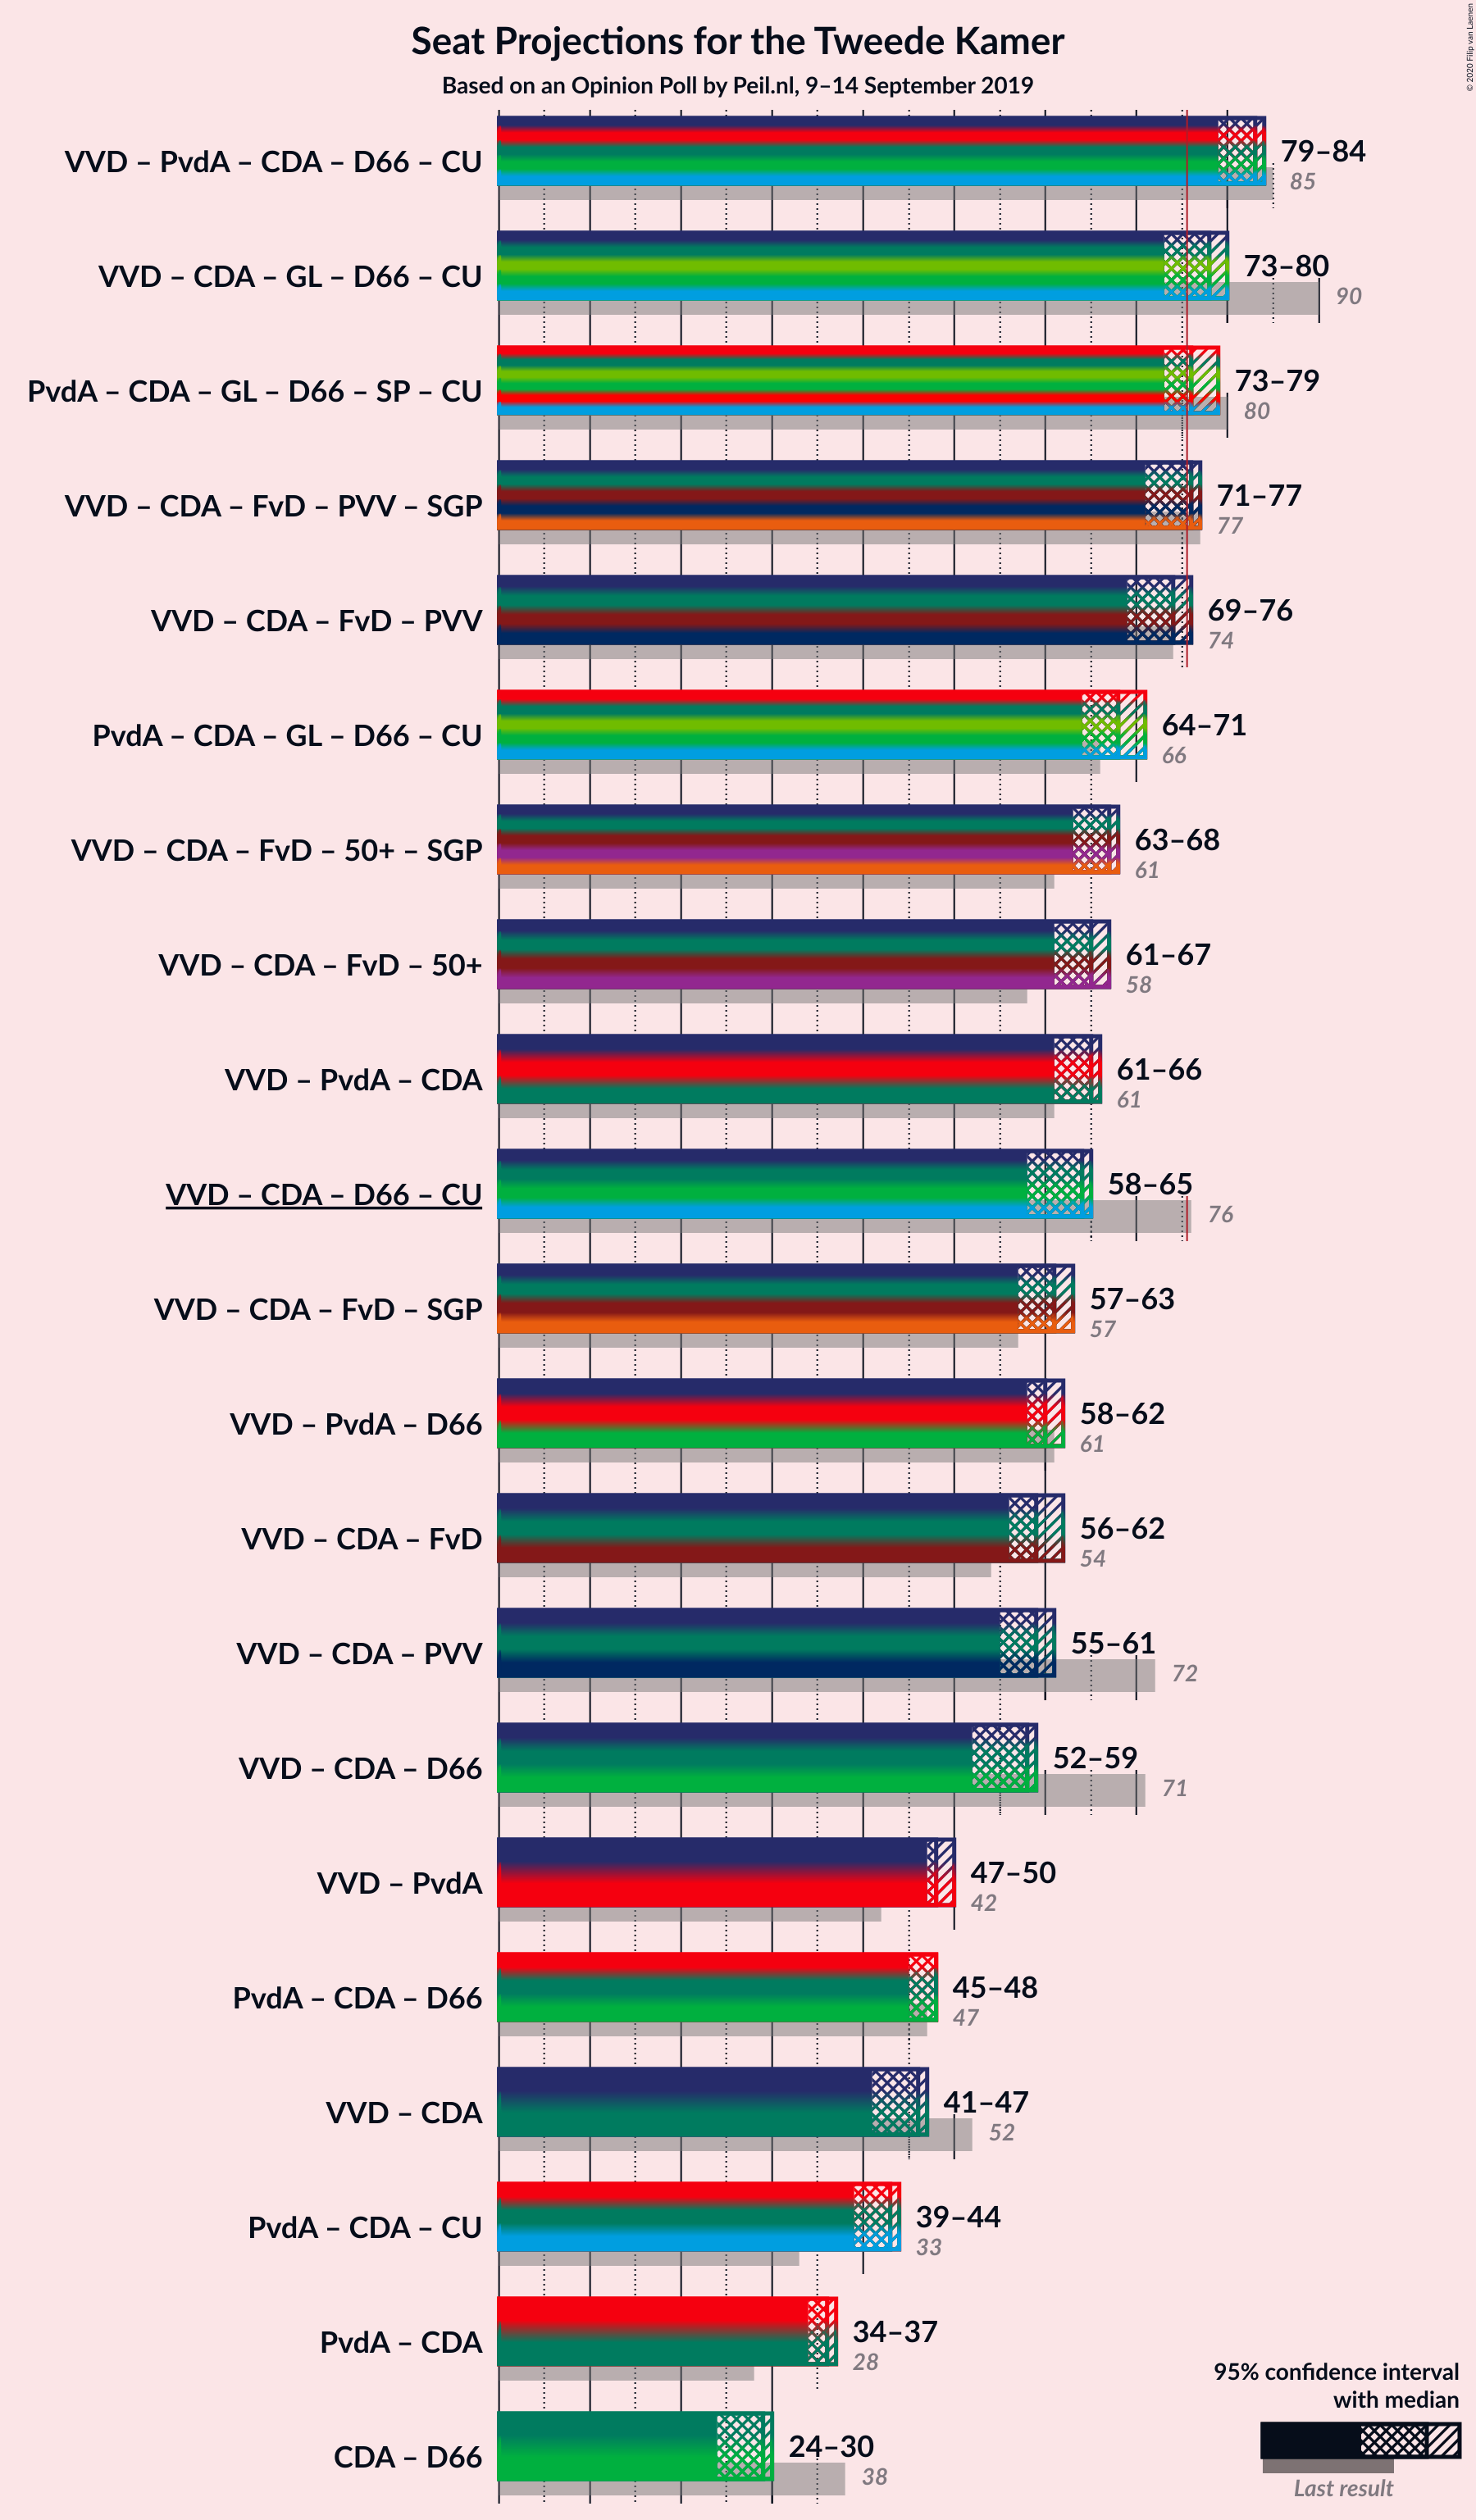 Seat Projections for the Tweede Kamer
Based on an Opinion Poll by Peil.nl, 9–14 September 2019
© 2020 Filip van Laenen
VVD – PvdA – CDA – D66 – CU
79–84
85
VVD – CDA – GL – D66 – CU
73–80
90
PvdA – CDA – GL – D66 – SP – CU
73–79
80
VVD – CDA – FvD – PVV – SGP
71–77
77
VVD – CDA – FvD – PVV
69–76
74
PvdA – CDA – GL – D66 – CU
64–71
66
VVD – CDA – FvD – 50+ – SGP
63–68
61
VVD – CDA – FvD – 50+
61–67
58
VVD – PvdA – CDA
61–66
61
VVD – CDA – D66 – CU
58–65
76
VVD – CDA – FvD – SGP
57–63
57
VVD – PvdA – D66
58–62
61
VVD – CDA – FvD
56–62
54
VVD – CDA – PVV
55–61
72
VVD – CDA – D66
52–59
71
VVD – PvdA
47–50
42
PvdA – CDA – D66
45–48
47
VVD – CDA
41–47
52
PvdA – CDA – CU
39–44
33
PvdA – CDA
34–37
28
CDA – D66
24–30
38
95% confidence interval
with median
Last result